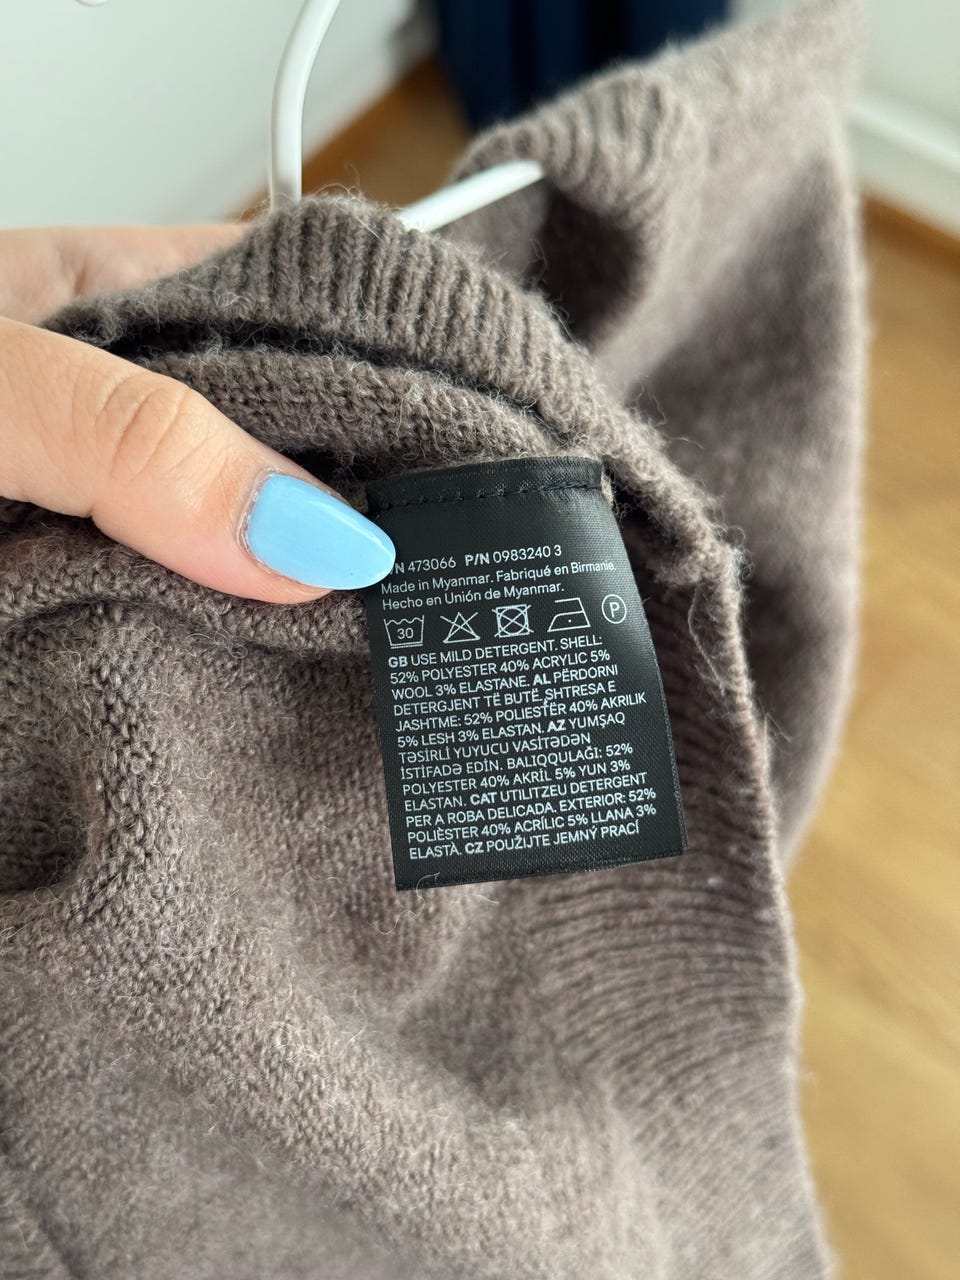 N 473066 P/N 0983240 3
Made in Myanmar. Fabriqué en Birmanie.
Hecho en Unión de Myanmar.
30 P
GB USE MILD DETERGENT. SHELL:
52% POLYESTER 40% ACRYLIC 5%
WOOL 3% ELASTANE. AL PËRDORNI
DETERGJENT TË BUTË. SHTRESA E
JASHTME: 52% POLIESTËR 40% AKRILIK
5% LESH 3% ELASTAN. AZ YUMŞAQ
TƏSİRLİ YUYUCU VASİTƏDƏN
İSTİFADƏ EDİN. BALIQQULAĞI: 52%
POLYESTER 40% AKRİL 5% YUN 3%
ELASTAN. CAT UTILITZEU DETERGENT
PER A ROBA DELICADA. EXTERIOR: 52%
POLIÈSTER 40% ACRÍLIC 5% LLANA 3%
ELASTÀ. CZ POUŽIJTE JEMNÝ PRACÍ